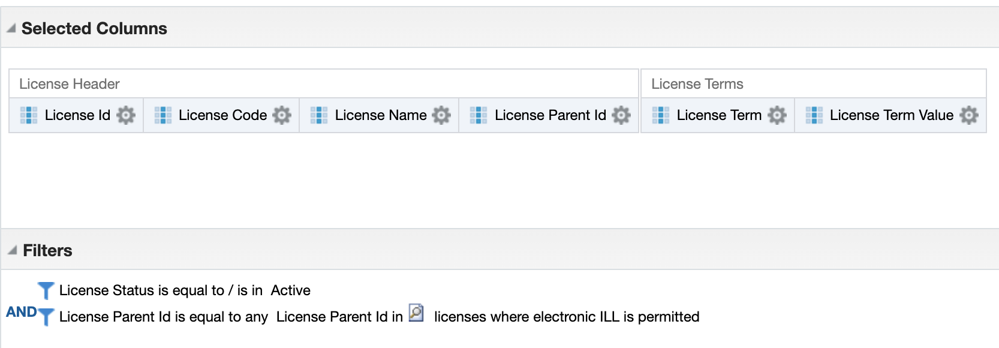 Selected Columns
License Header License Terms
License Id License Code License Name License Parent Id License Term License Term Value
Filters
License Status is equal to / is in Active
AND License Parent Id is equal to any License Parent Id in licenses where electronic ILL is permitted